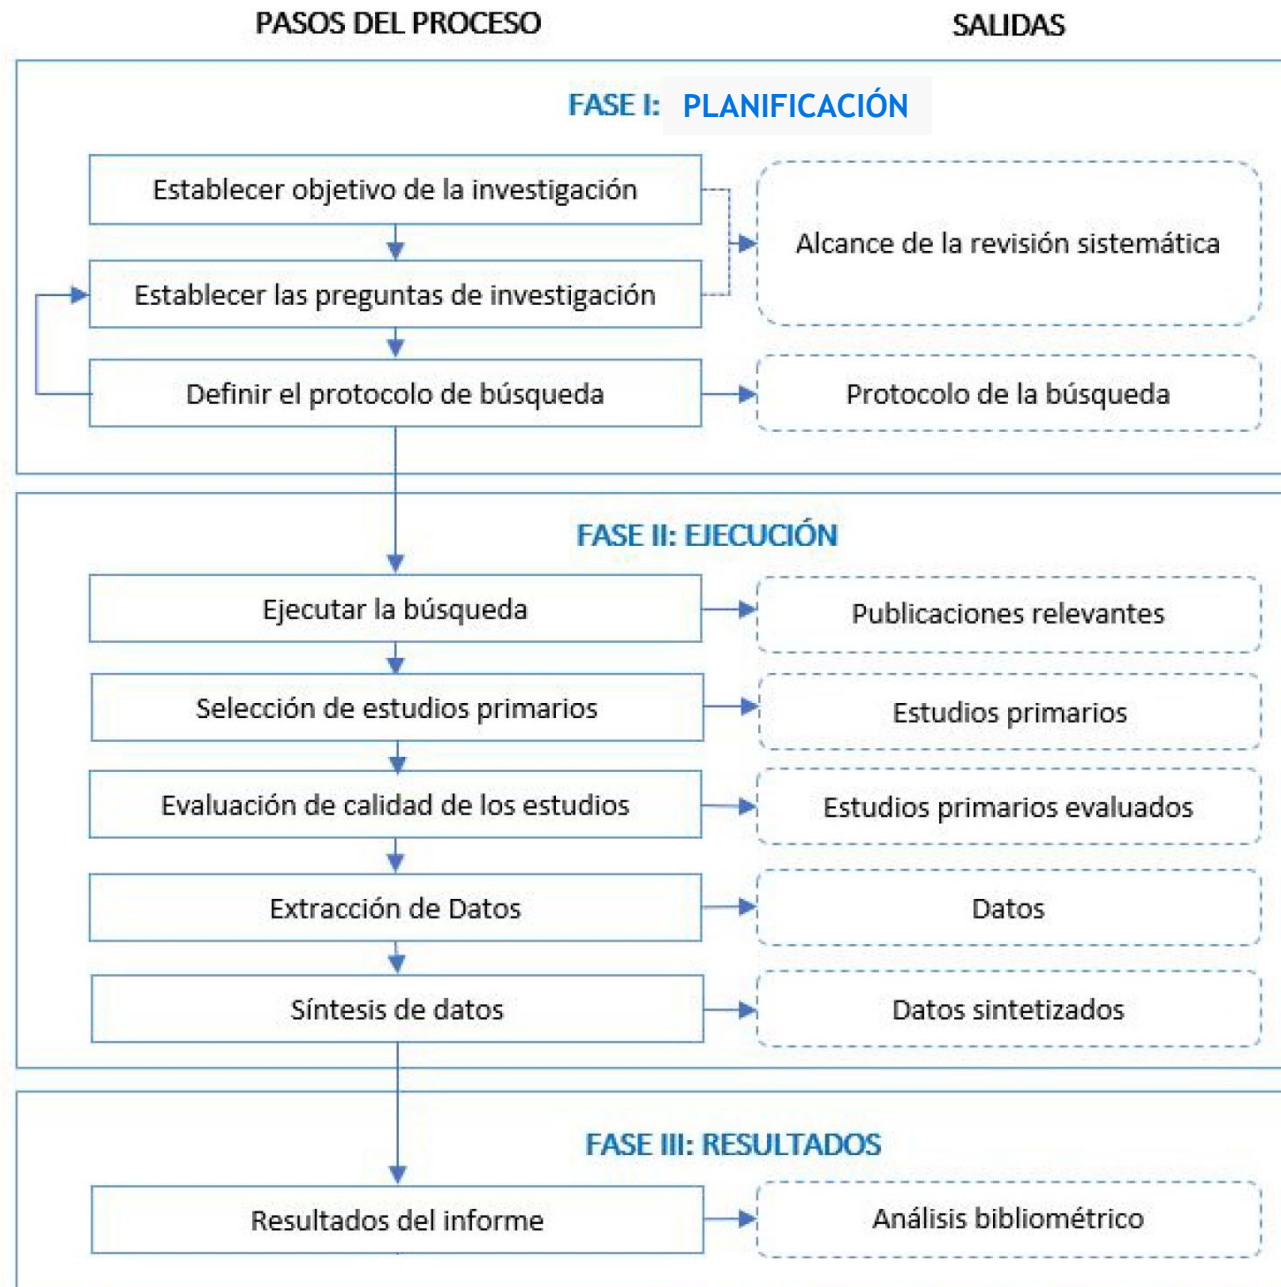 PASOS DEL PROCESO
SALIDAS
FASE I: PLANIFICACIÓN
Establecer objetivo de la investigación
Alcance de la revisión sistemática
Establecer las preguntas de investigación
Definir el protocolo de búsqueda
Protocolo de la búsqueda
FASE II: EJECUCIÓN
Ejecutar la búsqueda
Publicaciones relevantes
Selección de estudios primarios
Estudios primarios
Evaluación de calidad de los estudios
Estudios primarios evaluados
Extracción de Datos
Datos
Síntesis de datos
Datos sintetizados
FASE III: RESULTADOS
Resultados del informe
Análisis bibliométrico